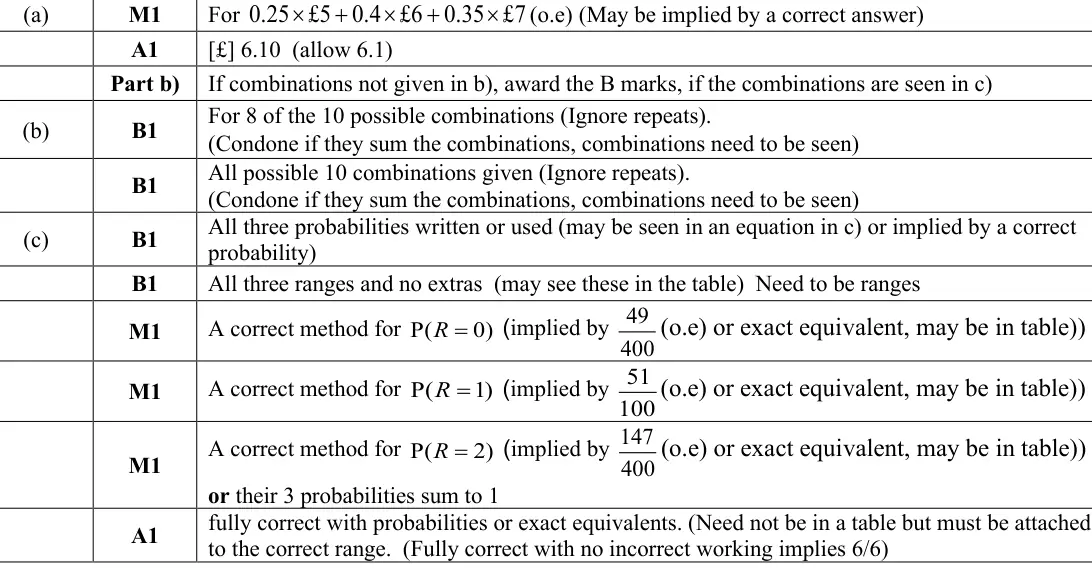 (a) M1 For 0.25×£5+0.4×£6+0.35×£7 (o.e) (May be implied by a correct answer)
A1 [£] 6.10 (allow 6.1)
Part b) If combinations not given in b), award the B marks, if the combinations are seen in c)
(b) B1 For 8 of the 10 possible combinations (Ignore repeats).
(Condone if they sum the combinations, combinations need to be seen)
B1 All possible 10 combinations given (Ignore repeats).
(Condone if they sum the combinations, combinations need to be seen)
(c) B1 All three probabilities written or used (may be seen in an equation in c) or implied by a correct
probability)
B1 All three ranges and no extras (may see these in the table) Need to be ranges
M1 A correct method for P(R = 0) (implied by 49/400 (o.e) or exact equivalent, may be in table))
M1 A correct method for P(R = 1) (implied by 51/100 (o.e) or exact equivalent, may be in table))
M1 A correct method for P(R = 2) (implied by 147/400 (o.e) or exact equivalent, may be in table))
or their 3 probabilities sum to 1
A1 fully correct with probabilities or exact equivalents. (Need not be in a table but must be attached
to the correct range. (Fully correct with no incorrect working implies 6/6)